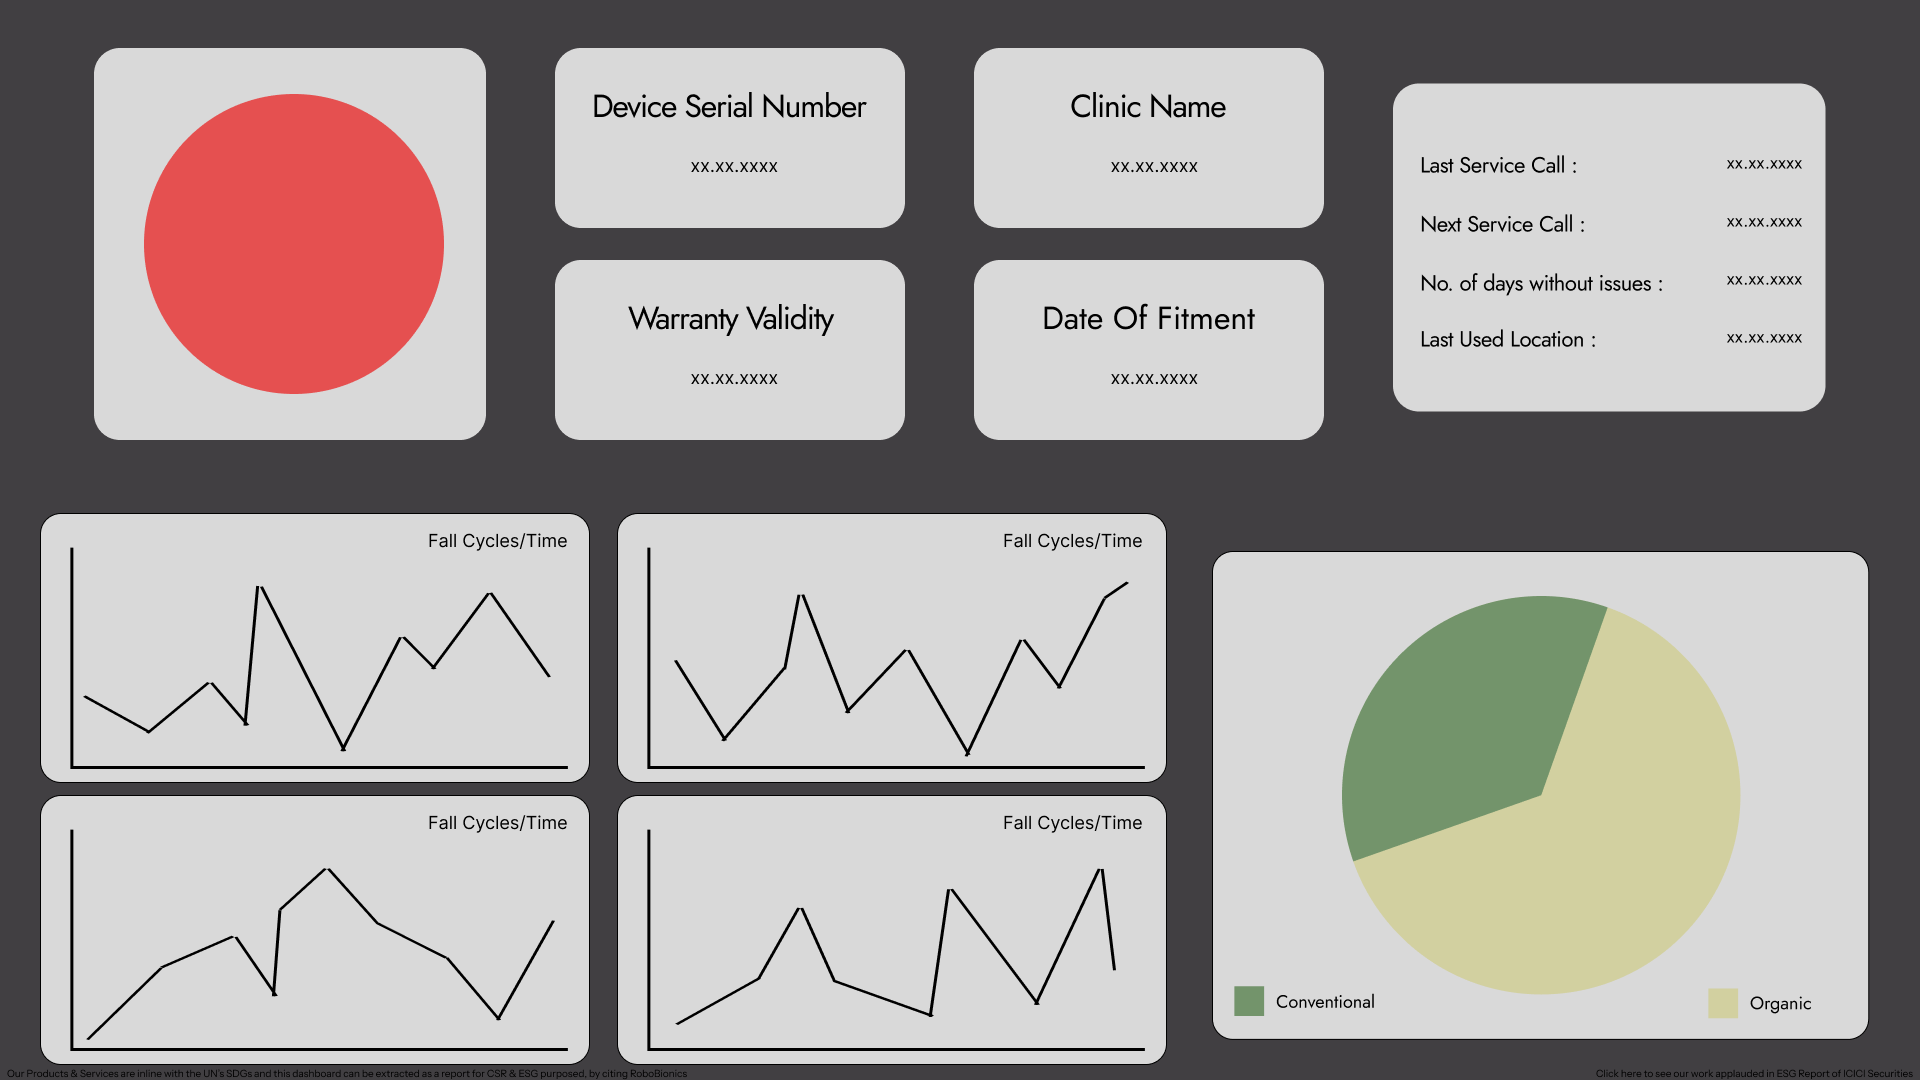 Device Serial Number
xx.xx.xxxx
Clinic Name
xx.xx.xxxx
Warranty Validity
xx.xx.xxxx
Date Of Fitment
xx.xx.xxxx
Last Service Call : xx.xx.xxxx
Next Service Call : xx.xx.xxxx
No. of days without issues : xx.xx.xxxx
Last Used Location : xx.xx.xxxx
Fall Cycles/Time
Fall Cycles/Time
Fall Cycles/Time
Fall Cycles/Time
Conventional
Organic
Our Products & Services are inline with the UN's SDGs and this dashboard can be extracted as a report for CSR & ESG purposed, by citing RoboBionics
Click here to see our work applauded in ESG Report of ICICI Securities